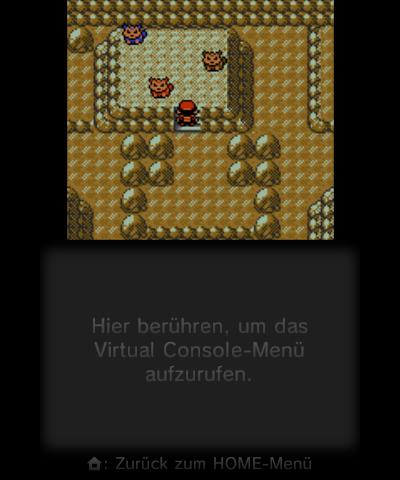 Hier berühren, um das
Virtual Console-Menü
aufzurufen.
: Zurück zum HOME-Menü